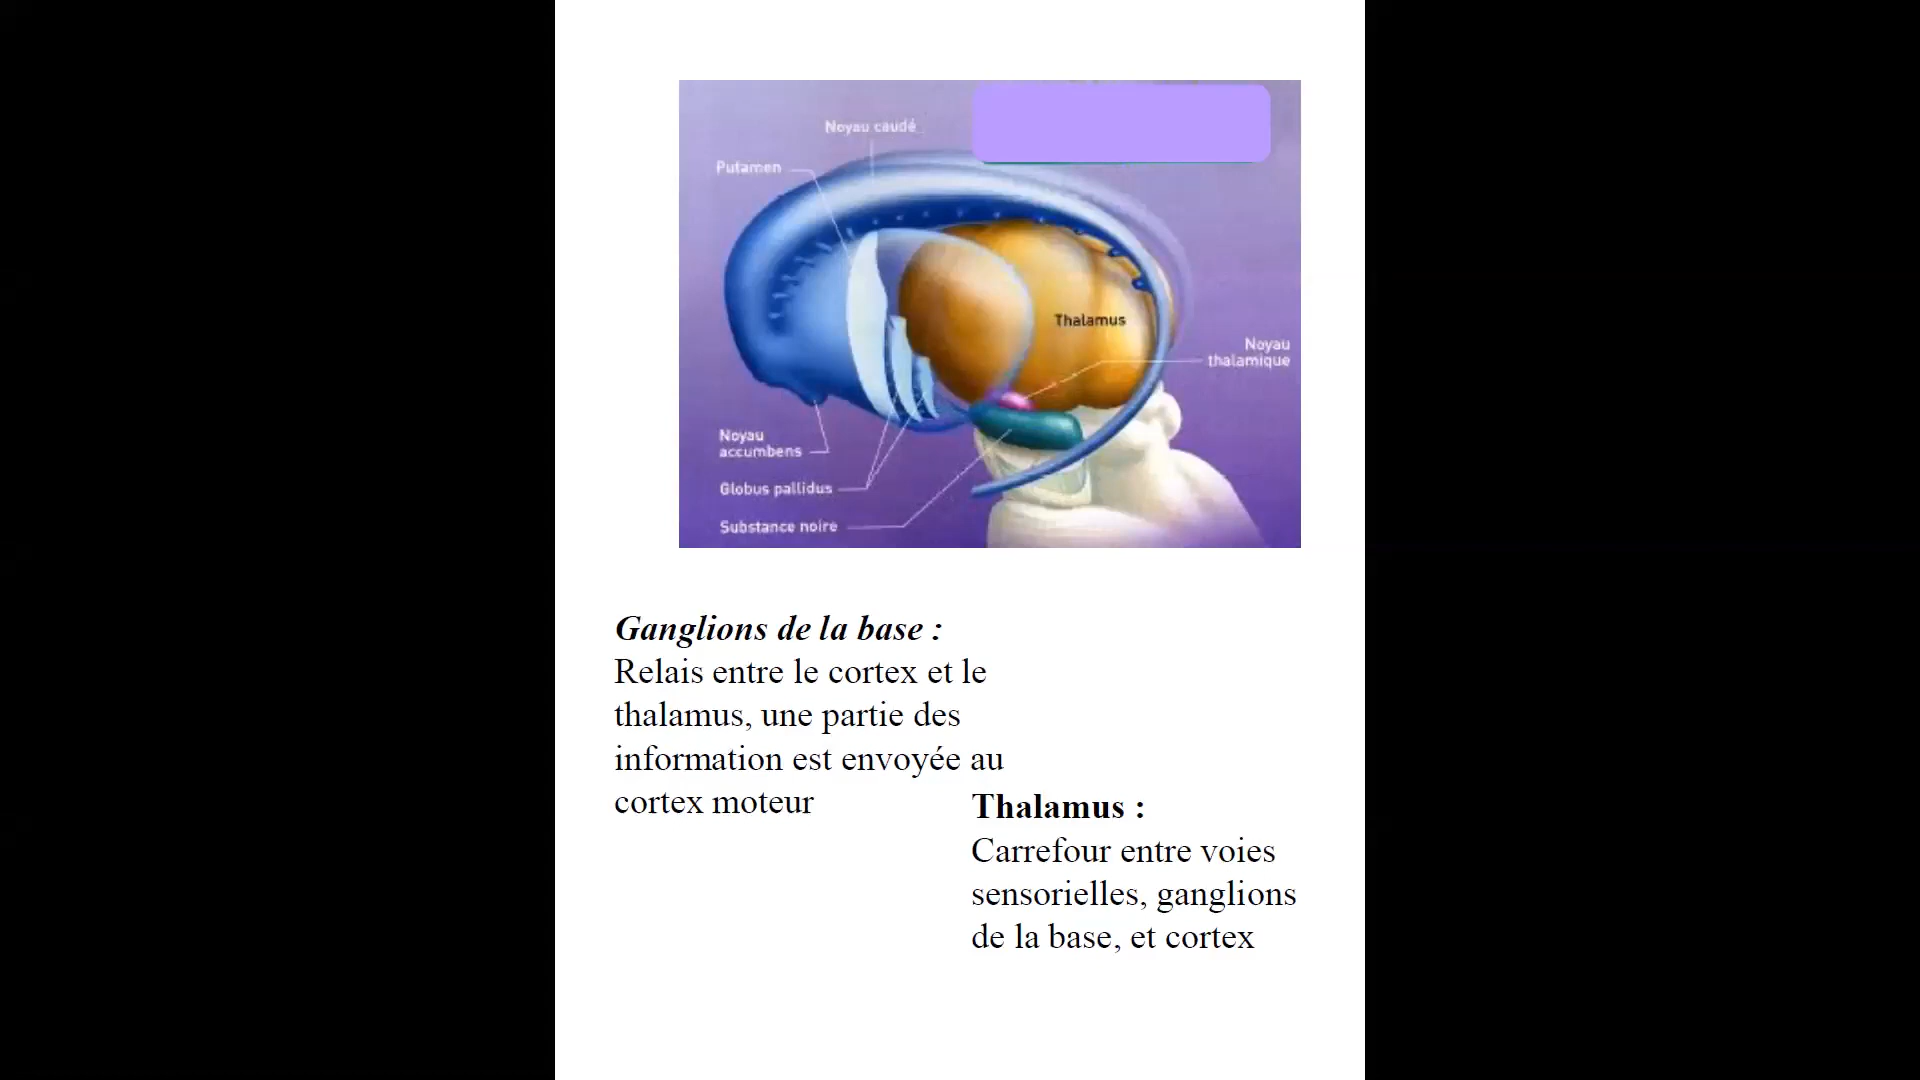 Noyau caudé
Putamen
Thalamus
Noyau
thalamique
Noyau
accumbens
Globus pallidus
Substance noire
Ganglions de la base :
Relais entre le cortex et le
thalamus, une partie des
information est envoyée au
cortex moteur
Thalamus :
Carrefour entre voies
sensorielles, ganglions
de la base, et cortex